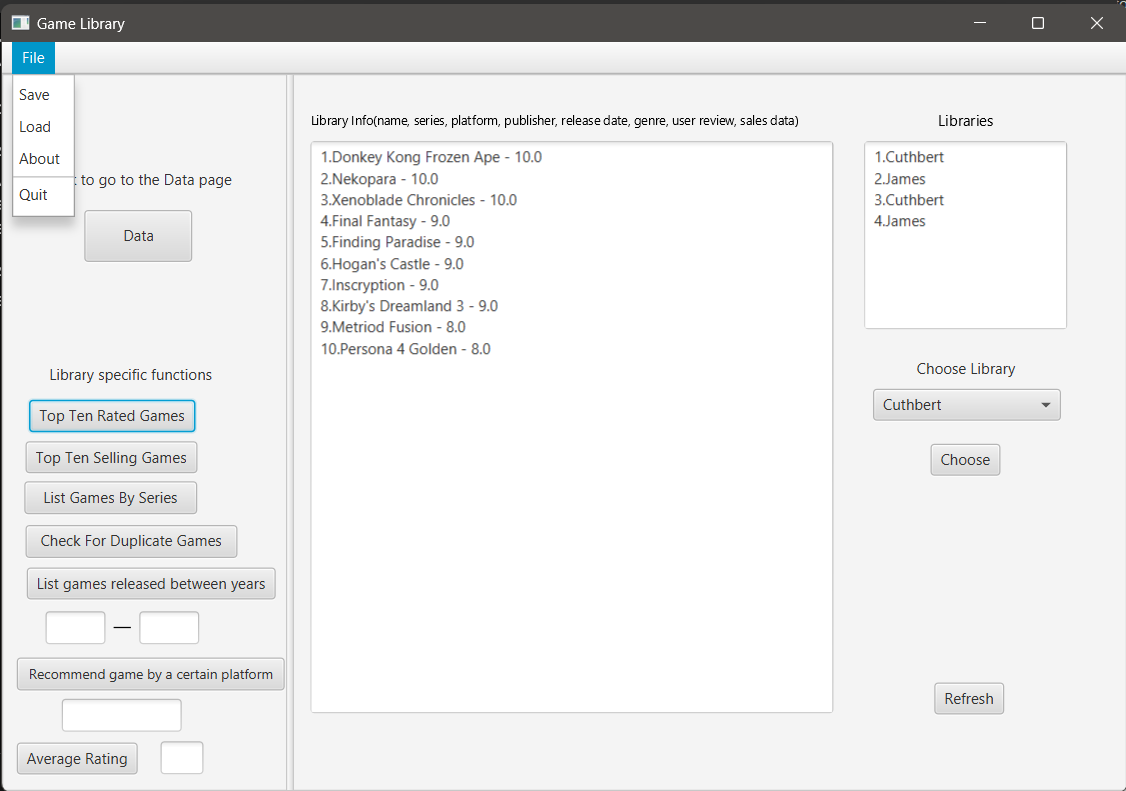 Game Library
File
Save
Load
About
Quit
to go to the Data page
Data
Library specific functions
Top Ten Rated Games
Top Ten Selling Games
List Games By Series
Check For Duplicate Games
List games released between years
—
Recommend game by a certain platform
Average Rating
Library Info(name, series, platform, publisher, release date, genre, user review, sales data)
1.Donkey Kong Frozen Ape - 10.0
2.Nekopara - 10.0
3.Xenoblade Chronicles - 10.0
4.Final Fantasy - 9.0
5.Finding Paradise - 9.0
6.Hogan's Castle - 9.0
7.Inscryption - 9.0
8.Kirby's Dreamland 3 - 9.0
9.Metriod Fusion - 8.0
10.Persona 4 Golden - 8.0
Libraries
1.Cuthbert
2.James
3.Cuthbert
4.James
Choose Library
Cuthbert
Choose
Refresh